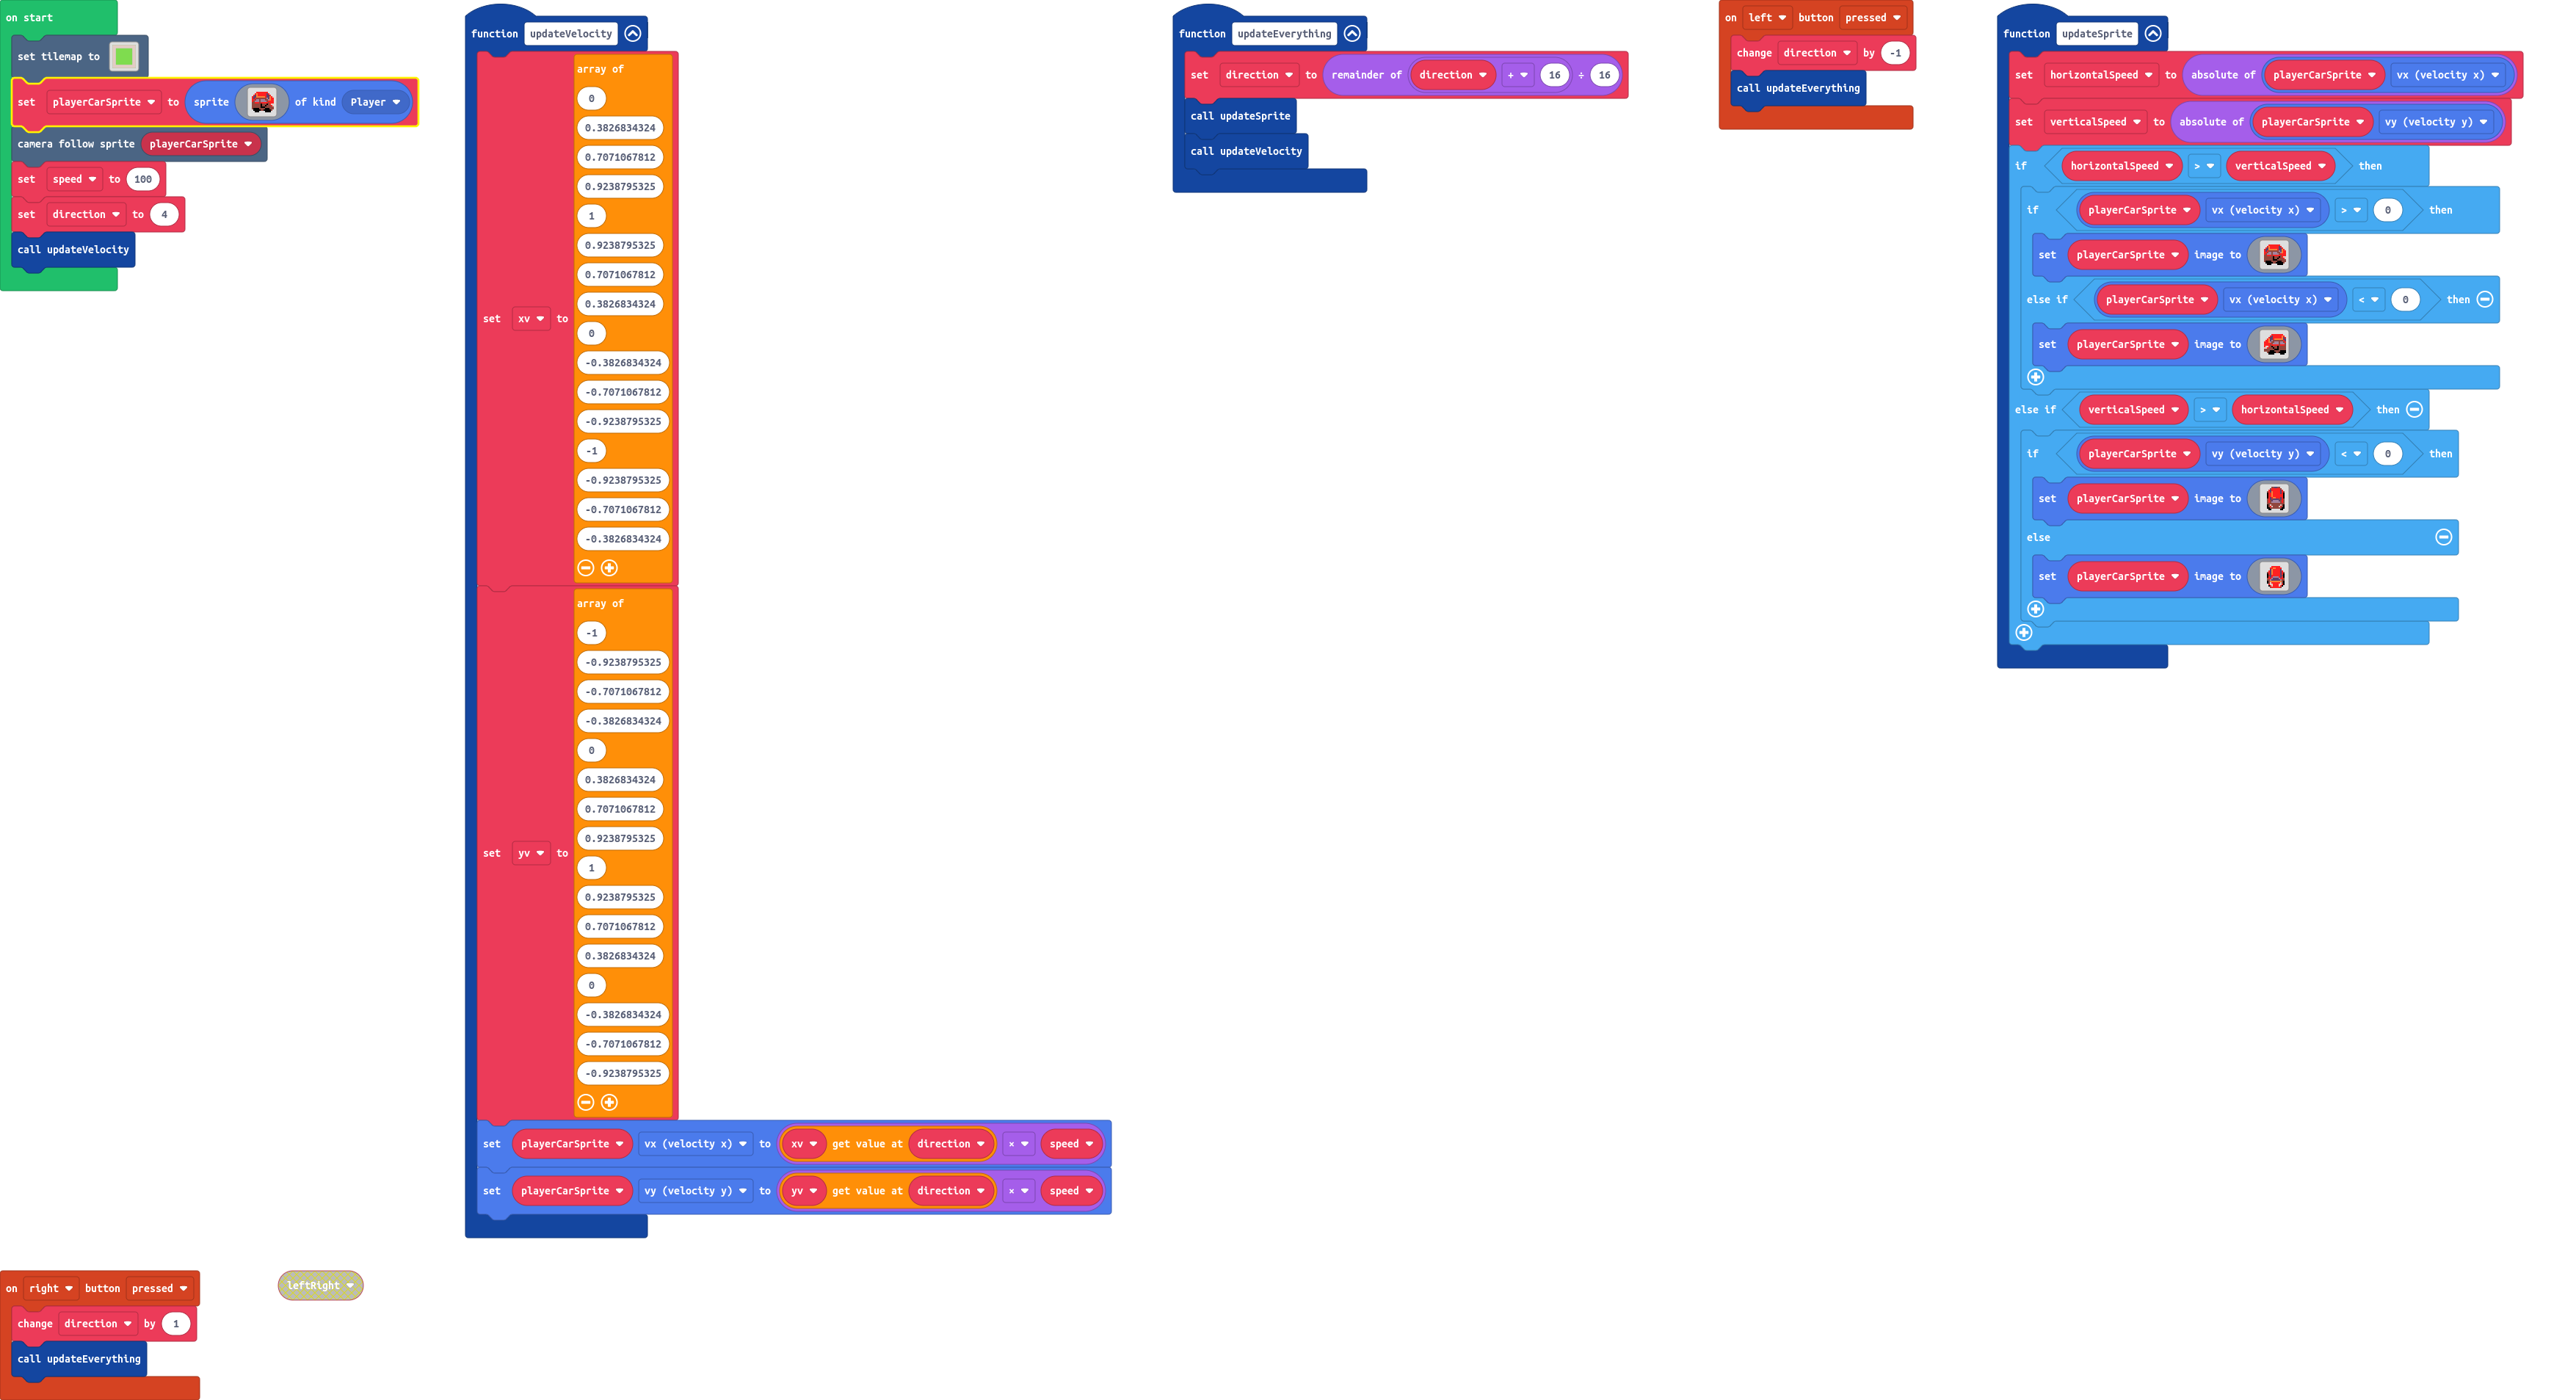 on start
set tilemap to
set playerCarSprite to sprite of kind Player
camera follow sprite playerCarSprite
set speed to 100
set direction to 4
call updateVelocity
function updateVelocity
set xv to array of
0
0.3826834324
0.7071067812
0.9238795325
1
0.9238795325
0.7071067812
0.3826834324
0
-0.3826834324
-0.7071067812
-0.9238795325
-1
-0.9238795325
-0.7071067812
-0.3826834324
set yv to array of
-1
-0.9238795325
-0.7071067812
-0.3826834324
0
0.3826834324
0.7071067812
0.9238795325
1
0.9238795325
0.7071067812
0.3826834324
0
-0.3826834324
-0.7071067812
-0.9238795325
set playerCarSprite vx (velocity x) to xv get value at direction × speed
set playerCarSprite vy (velocity y) to yv get value at direction × speed
function updateEverything
set direction to remainder of direction + 16 ÷ 16
call updateSprite
call updateVelocity
on left button pressed
change direction by -1
call updateEverything
function updateSprite
set horizontalSpeed to absolute of playerCarSprite vx (velocity x)
set verticalSpeed to absolute of playerCarSprite vy (velocity y)
if horizontalSpeed > verticalSpeed then
if playerCarSprite vx (velocity x) > 0 then
set playerCarSprite image to
else if playerCarSprite vx (velocity x) < 0 then
set playerCarSprite image to
else if verticalSpeed > horizontalSpeed then
if playerCarSprite vy (velocity y) < 0 then
set playerCarSprite image to
else
set playerCarSprite image to
on right button pressed
change direction by 1
call updateEverything
leftRight